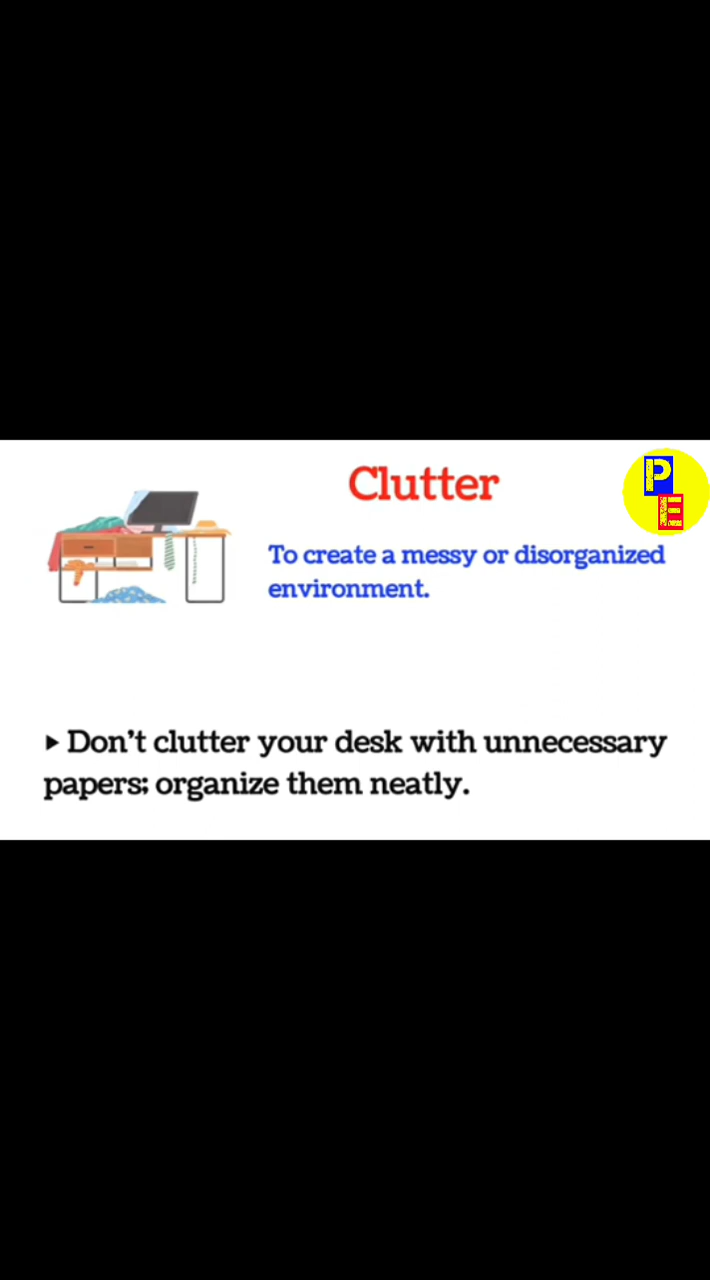 Clutter
P
E
To create a messy or disorganized
environment.
▸ Don't clutter your desk with unnecessary
papers; organize them neatly.